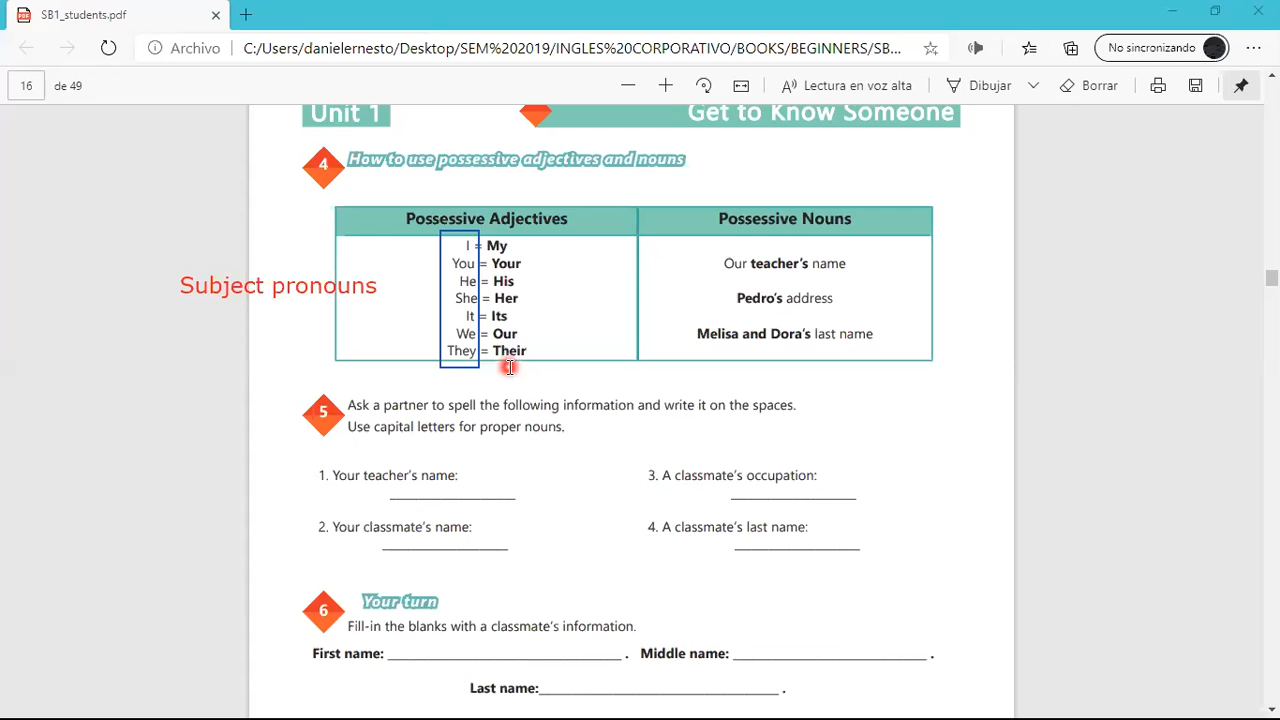 SB1_students.pdf
Archivo
C:/Users/danielernesto/Desktop/SEM%202019/INGLES%20CORPORATIVO/BOOKS/BEGINNERS/SB...
No sincronizando
16 de 49
Lectura en voz alta
Dibujar
Borrar
Unit 1
Get to Know Someone
4 How to use possessive adjectives and nouns
Possessive Adjectives
I = My
You = Your
He = His
She = Her
It = Its
We = Our
They = Their
Possessive Nouns
Our teacher's name
Pedro's address
Melisa and Dora's last name
Subject pronouns
5 Ask a partner to spell the following information and write it on the spaces.
Use capital letters for proper nouns.
1. Your teacher's name:
2. Your classmate's name:
3. A classmate's occupation:
4. A classmate's last name:
6 Your turn
Fill-in the blanks with a classmate's information.
First name: ______________________________ . Middle name: _________________________ .
Last name:_______________________________ .